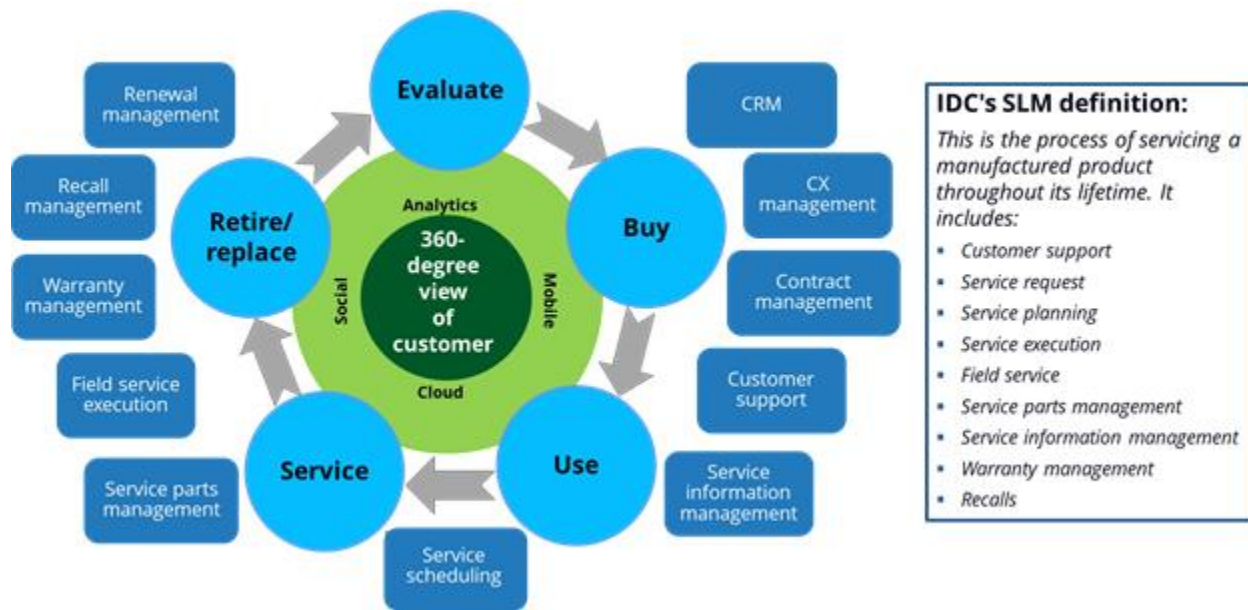 Evaluate
Buy
Use
Service
Retire/
replace
Analytics
Mobile
Cloud
Social
360-
degree
view
of
customer
CRM
CX
management
Contract
management
Customer
support
Service
information
management
Service
scheduling
Service parts
management
Field service
execution
Warranty
management
Recall
management
Renewal
management
IDC's SLM definition:
This is the process of servicing a
manufactured product
throughout its lifetime. It
includes:
▪ Customer support
▪ Service request
▪ Service planning
▪ Service execution
▪ Field service
▪ Service parts management
▪ Service information management
▪ Warranty management
▪ Recalls